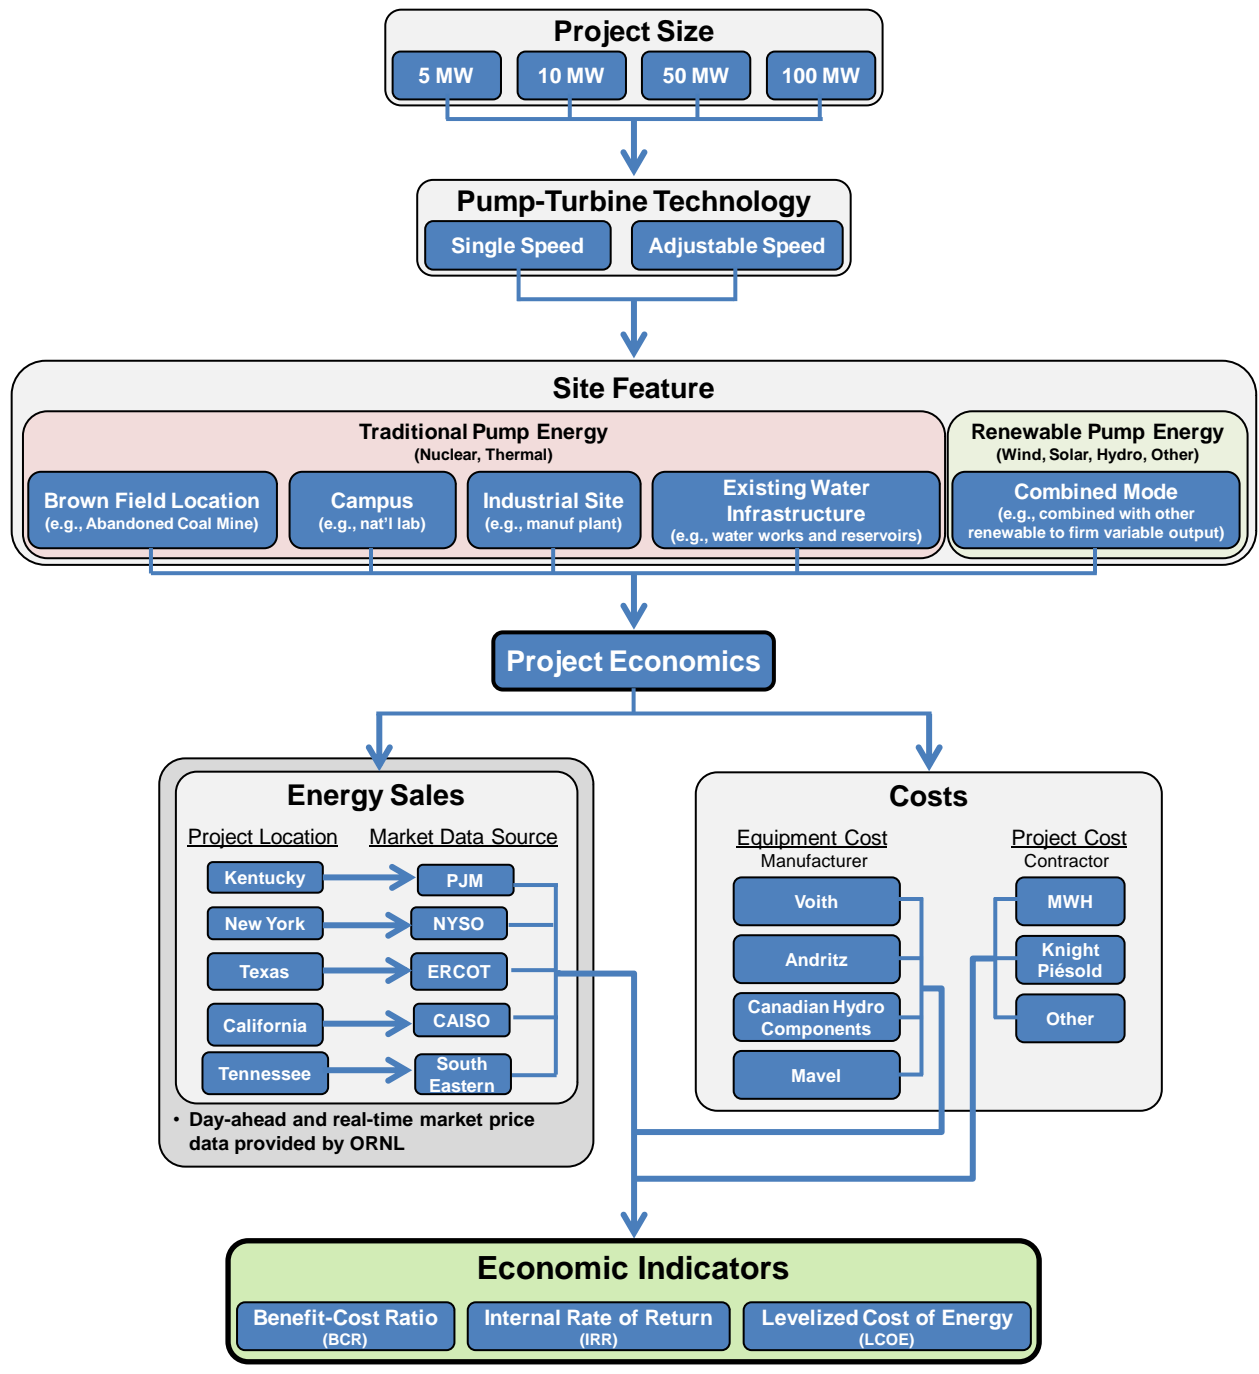 Project Size
5 MW
10 MW
50 MW
100 MW
Pump-Turbine Technology
Single Speed
Adjustable Speed
Site Feature
Traditional Pump Energy
(Nuclear, Thermal)
Brown Field Location
(e.g., Abandoned Coal Mine)
Campus
(e.g., nat'l lab)
Industrial Site
(e.g., manuf plant)
Existing Water
Infrastructure
(e.g., water works and reservoirs)
Renewable Pump Energy
(Wind, Solar, Hydro, Other)
Combined Mode
(e.g., combined with other
renewable to firm variable output)
Project Economics
Energy Sales
Project Location
Market Data Source
Kentucky
PJM
New York
NYSO
Texas
ERCOT
California
CAISO
Tennessee
South
Eastern
• Day-ahead and real-time market price
data provided by ORNL
Costs
Equipment Cost
Manufacturer
Voith
Andritz
Canadian Hydro
Components
Mavel
Project Cost
Contractor
MWH
Knight
Piésold
Other
Economic Indicators
Benefit-Cost Ratio
(BCR)
Internal Rate of Return
(IRR)
Levelized Cost of Energy
(LCOE)